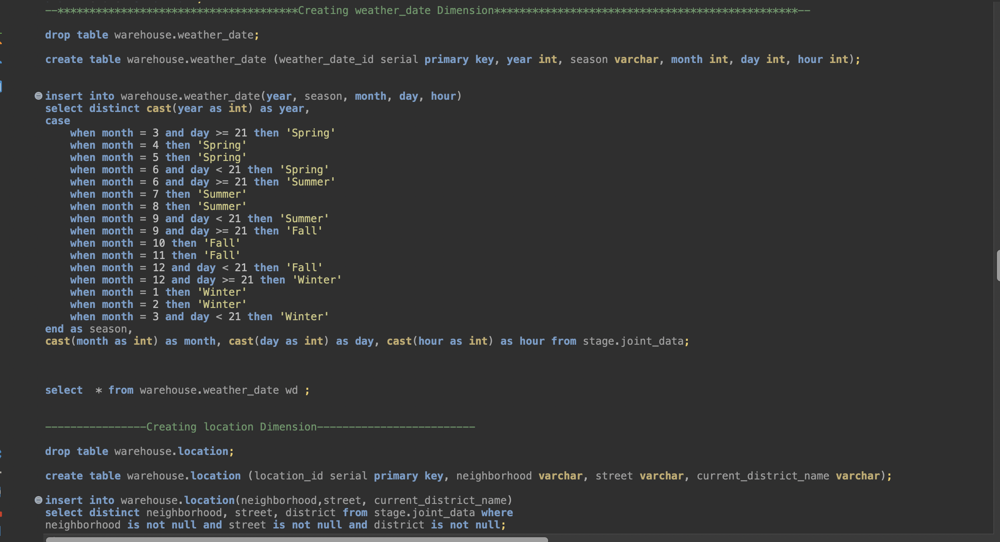 --**************************************Creating weather_date Dimension************************************************--
drop table warehouse.weather_date;
create table warehouse.weather_date (weather_date_id serial primary key, year int, season varchar, month int, day int, hour int);
insert into warehouse.weather_date(year, season, month, day, hour)
select distinct cast(year as int) as year,
case
    when month = 3 and day >= 21 then 'Spring'
    when month = 4 then 'Spring'
    when month = 5 then 'Spring'
    when month = 6 and day < 21 then 'Spring'
    when month = 6 and day >= 21 then 'Summer'
    when month = 7 then 'Summer'
    when month = 8 then 'Summer'
    when month = 9 and day < 21 then 'Summer'
    when month = 9 and day >= 21 then 'Fall'
    when month = 10 then 'Fall'
    when month = 11 then 'Fall'
    when month = 12 and day < 21 then 'Fall'
    when month = 12 and day >= 21 then 'Winter'
    when month = 1 then 'Winter'
    when month = 2 then 'Winter'
    when month = 3 and day < 21 then 'Winter'
end as season,
cast(month as int) as month, cast(day as int) as day, cast(hour as int) as hour from stage.joint_data;
select  * from warehouse.weather_date wd ;
----------------Creating location Dimension-------------------------
drop table warehouse.location;
create table warehouse.location (location_id serial primary key, neighborhood varchar, street varchar, current_district_name varchar);
insert into warehouse.location(neighborhood,street, current_district_name)
select distinct neighborhood, street, district from stage.joint_data where
neighborhood is not null and street is not null and district is not null;